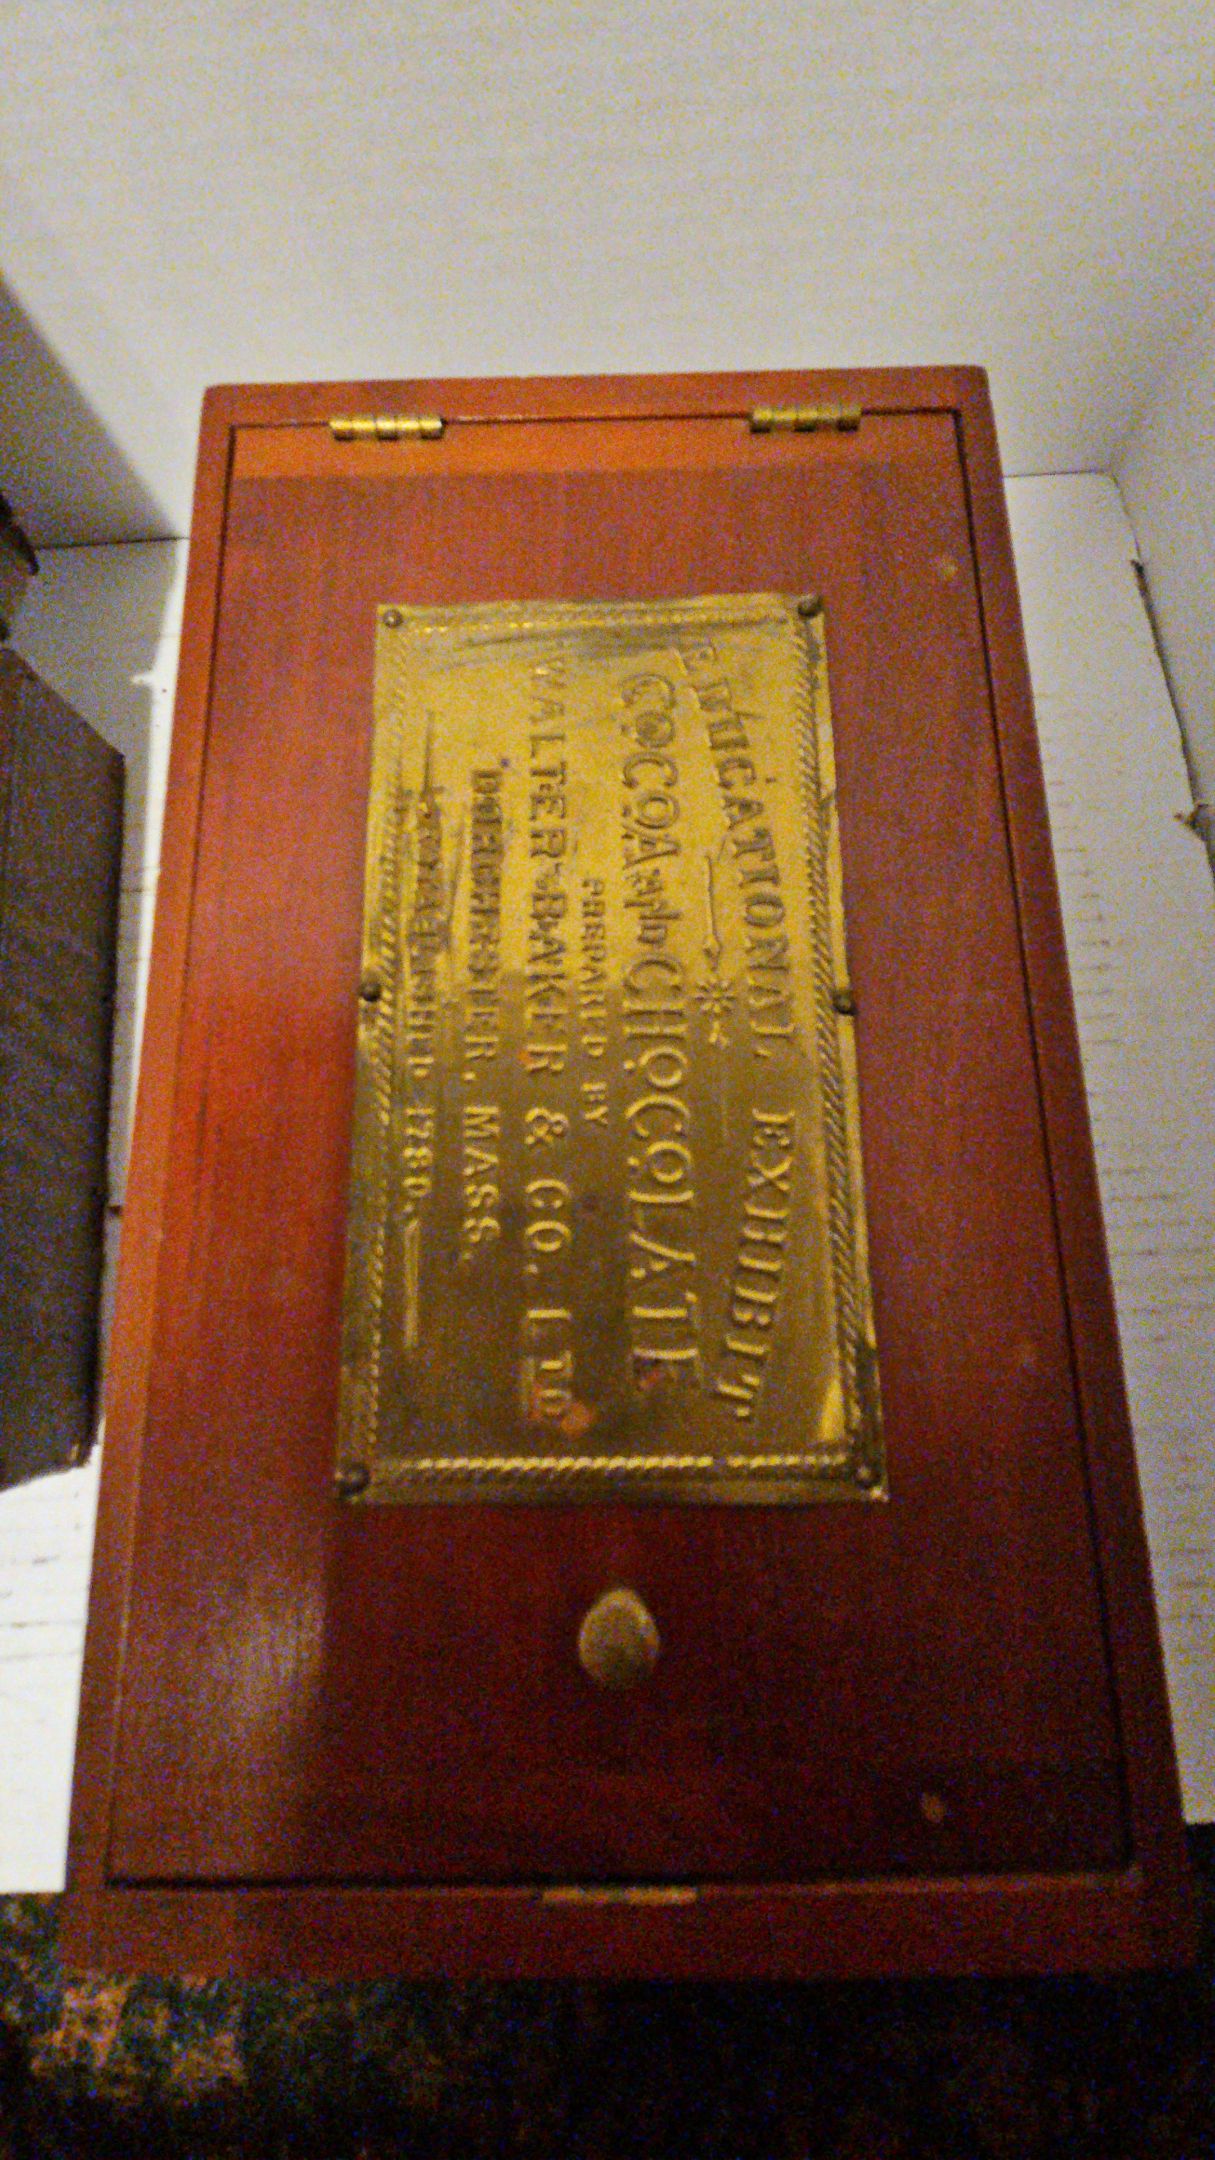 EDUCATIONAL EXHIBIT
COCOA AND CHOCOLATE
PREPARED BY
WALTER BAKER & CO. LTD
DORCHESTER, MASS.
ESTABLISHED 1780.